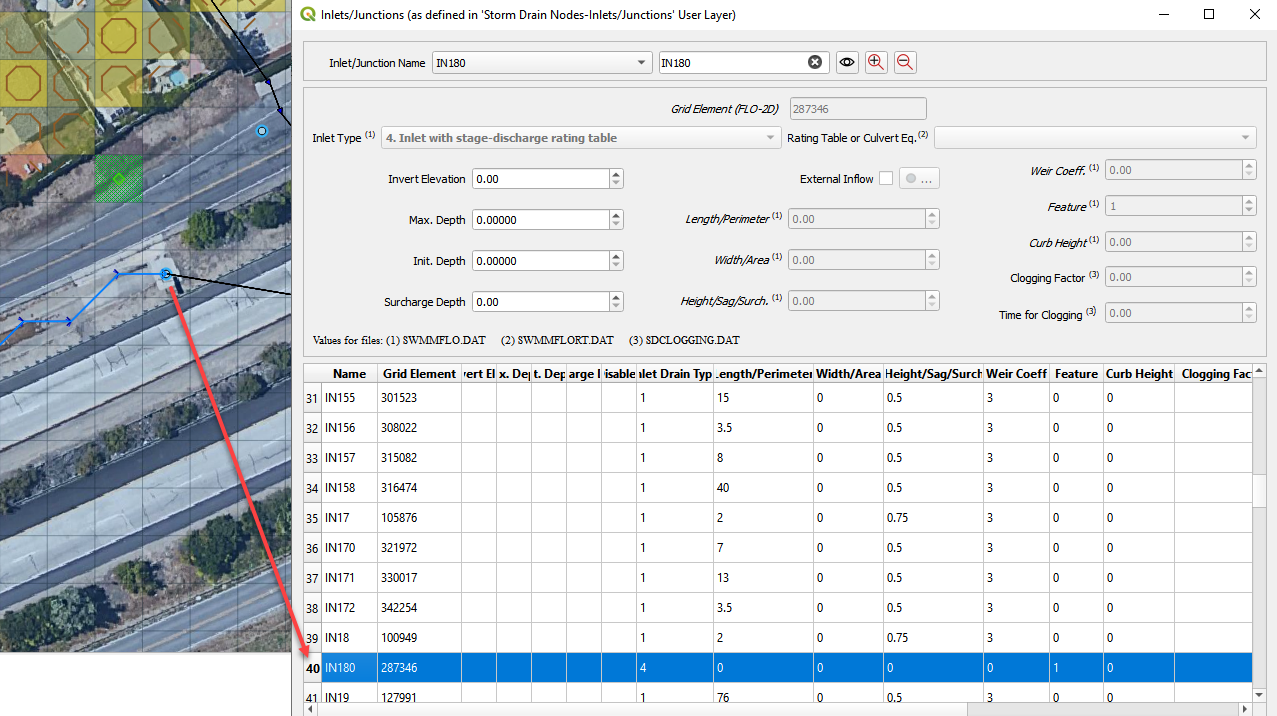 Inlets/Junctions (as defined in 'Storm Drain Nodes-Inlets/Junctions' User Layer)
Inlet/Junction Name IN180 IN180
Grid Element (FLO-2D) 287346
Inlet Type (1) 4. Inlet with stage-discharge rating table Rating Table or Culvert Eq. (2)
Invert Elevation 0.00 External Inflow ... Weir Coeff. (1) 0.00
Max. Depth 0.00000 Length/Perimeter (1) 0.00 Feature (1) 1
Init. Depth 0.00000 Width/Area (1) 0.00 Curb Height (1) 0.00
Surcharge Depth 0.00 Height/Sag/Surch. (1) 0.00 Clogging Factor (3) 0.00
Time for Clogging (3) 0.00
Values for files: (1) SWMMFLO.DAT (2) SWMMFLORT.DAT (3) SDCLOGGING.DAT
Name Grid Element vert El x. Dep t. Dep arge I isable nlet Drain Typ Length/Perimeter Width/Area Height/Sag/Surch Weir Coeff Feature Curb Height Clogging Fac
31 IN155 301523 1 15 0 0.5 3 0 0
32 IN156 308022 1 3.5 0 0.5 3 0 0
33 IN157 315082 1 8 0 0.5 3 0 0
34 IN158 316474 1 40 0 0.5 3 0 0
35 IN17 105876 1 2 0 0.75 3 0 0
36 IN170 321972 1 7 0 0.5 3 0 0
37 IN171 330017 1 13 0 0.5 3 0 0
38 IN172 342254 1 3.5 0 0.5 3 0 0
39 IN18 100949 1 2 0 0.75 3 0 0
40 IN180 287346 4 0 0 0 0 1 0
41 IN19 127991 1 76 0 0.5 3 0 0